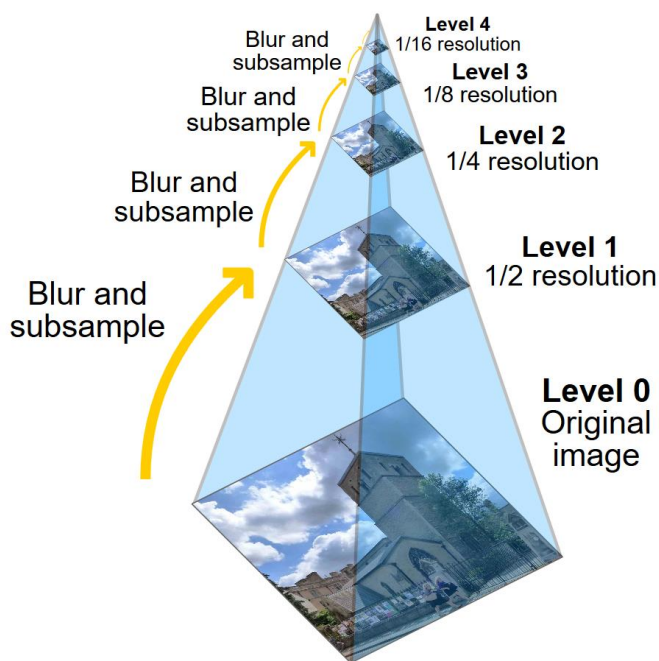 Level 4
1/16 resolution
Blur and
subsample
Level 3
1/8 resolution
Blur and
subsample
Level 2
1/4 resolution
Blur and
subsample
Level 1
1/2 resolution
Blur and
subsample
Level 0
Original
image